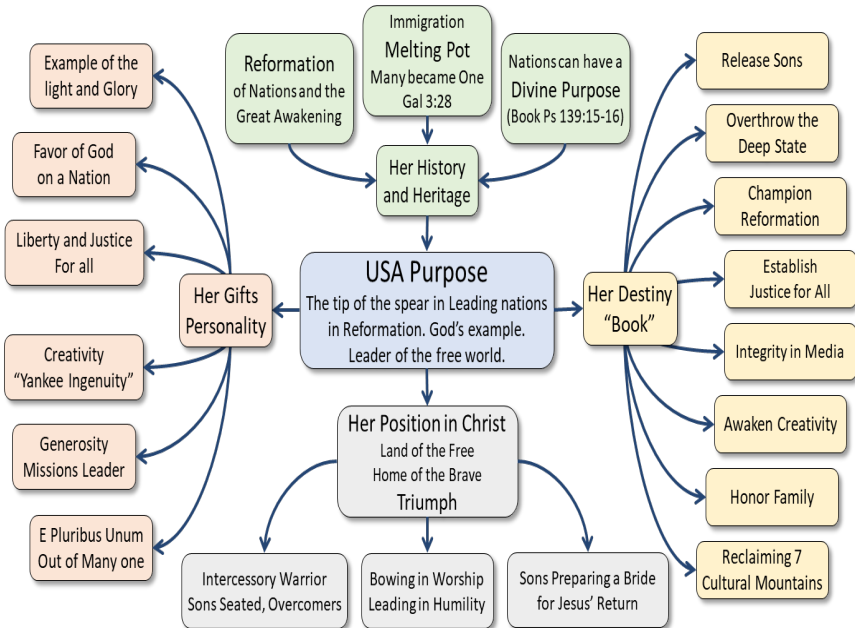 Reformation
of Nations and the
Great Awakening
Immigration
Melting Pot
Many became One
Gal 3:28
Nations can have a
Divine Purpose
(Book Ps 139:15-16)
Her History
and Heritage
USA Purpose
The tip of the spear in Leading nations
in Reformation. God’s example.
Leader of the free world.
Her Gifts
Personality
Example of the
light and Glory
Favor of God
on a Nation
Liberty and Justice
For all
Creativity
“Yankee Ingenuity”
Generosity
Missions Leader
E Pluribus Unum
Out of Many one
Her Destiny
“Book”
Release Sons
Overthrow the
Deep State
Champion
Reformation
Establish
Justice for All
Integrity in Media
Awaken Creativity
Honor Family
Reclaiming 7
Cultural Mountains
Her Position in Christ
Land of the Free
Home of the Brave
Triumph
Intercessory Warrior
Sons Seated, Overcomers
Bowing in Worship
Leading in Humility
Sons Preparing a Bride
for Jesus’ Return